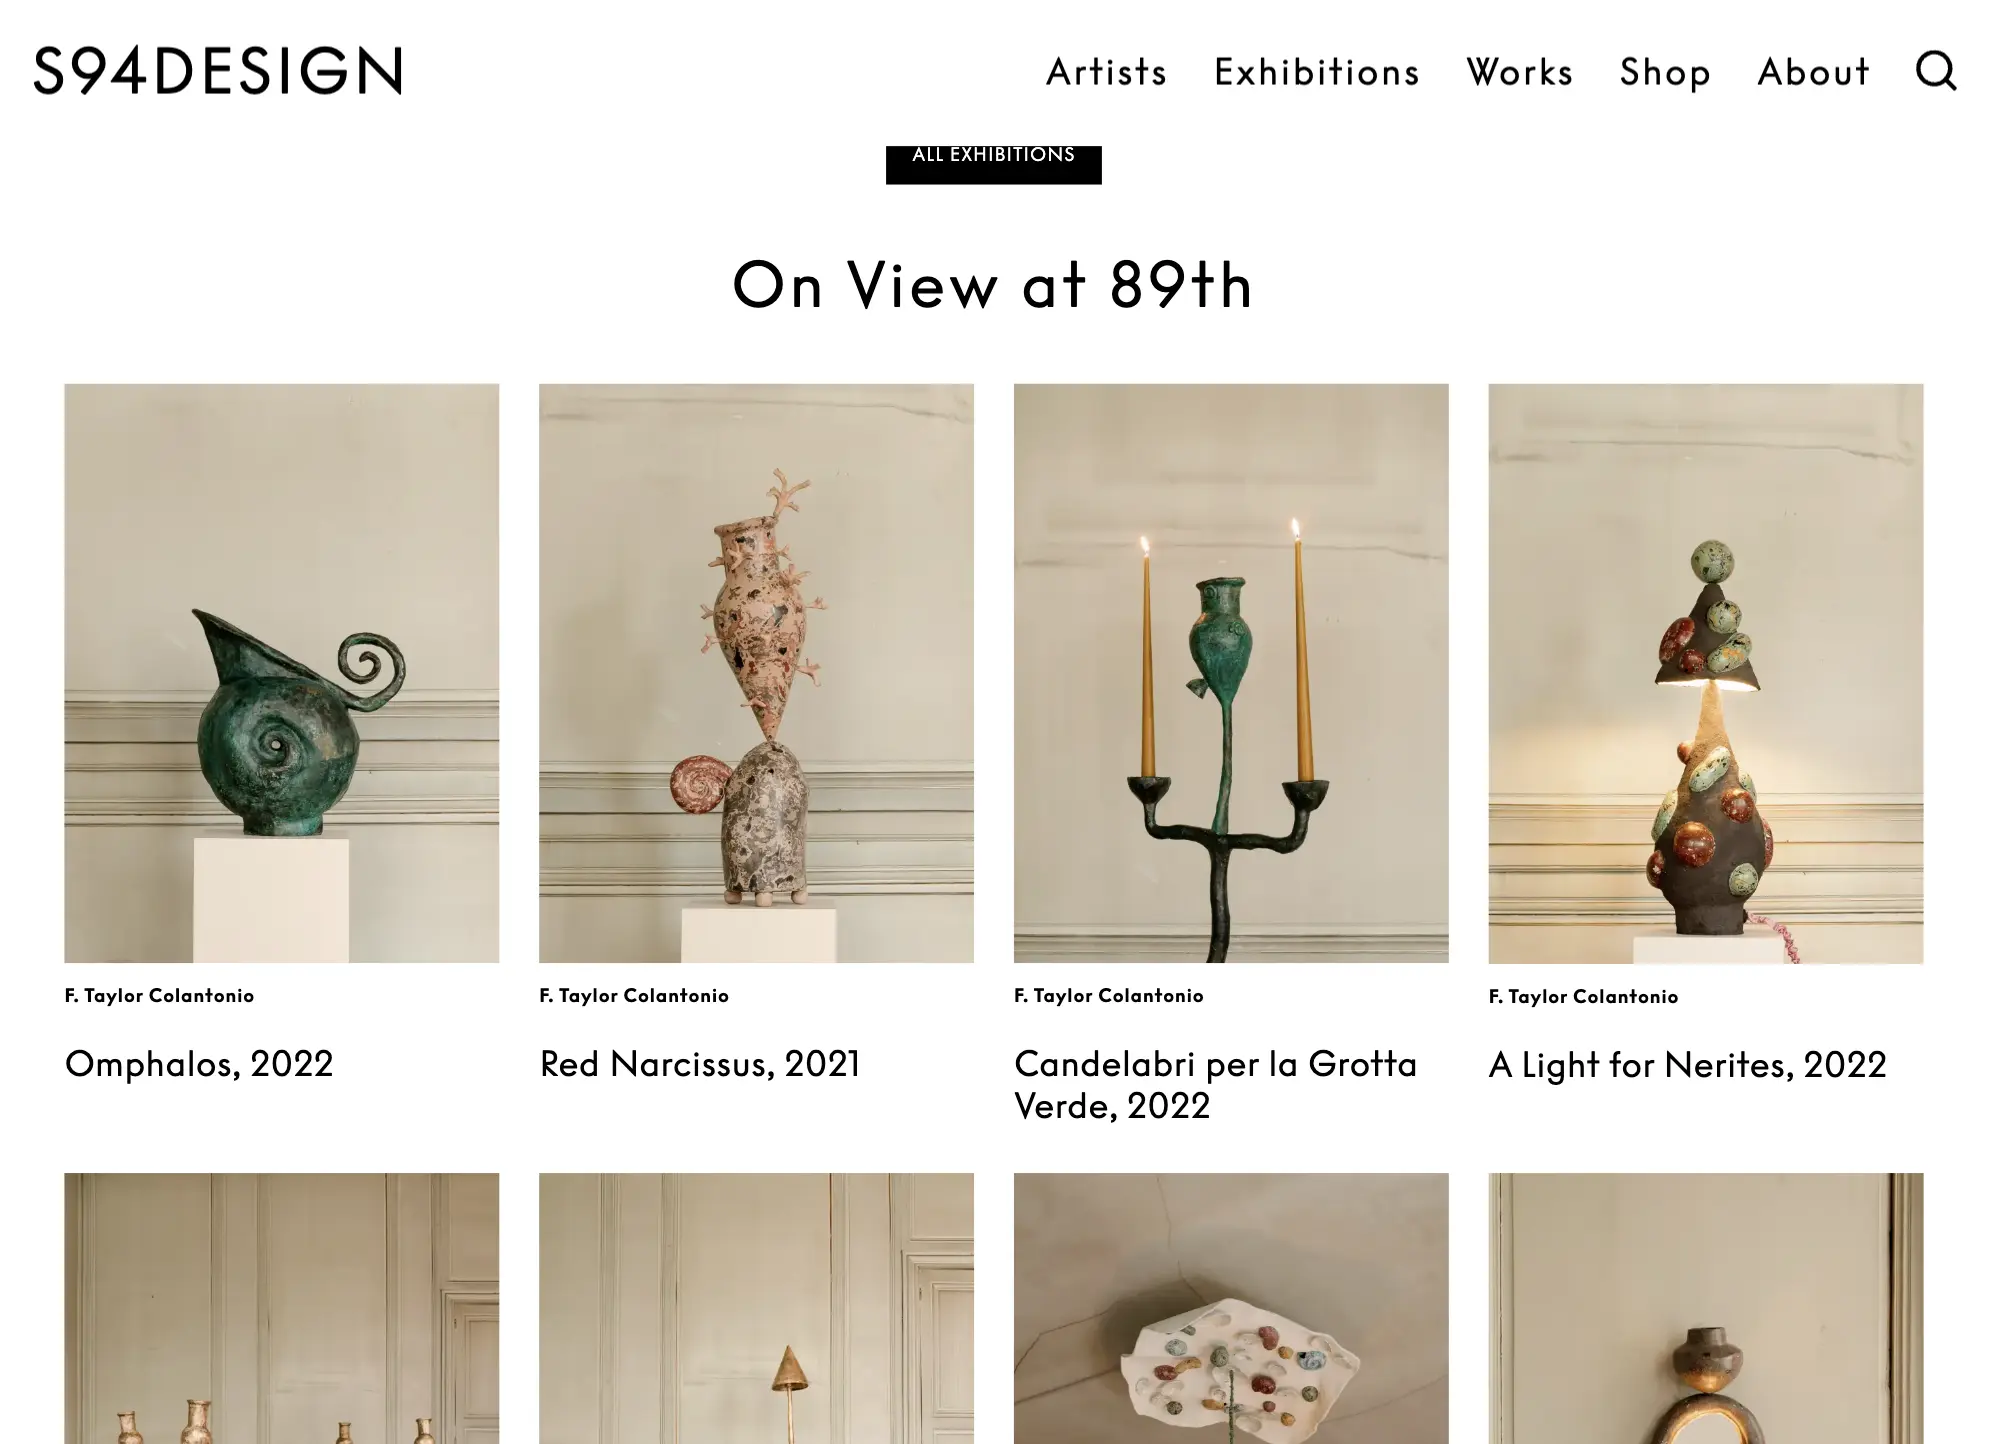 S94DESIGN
Artists Exhibitions Works Shop About
ALL EXHIBITIONS
On View at 89th
F. Taylor Colantonio
Omphalos, 2022
F. Taylor Colantonio
Red Narcissus, 2021
F. Taylor Colantonio
Candelabri per la Grotta
Verde, 2022
F. Taylor Colantonio
A Light for Nerites, 2022